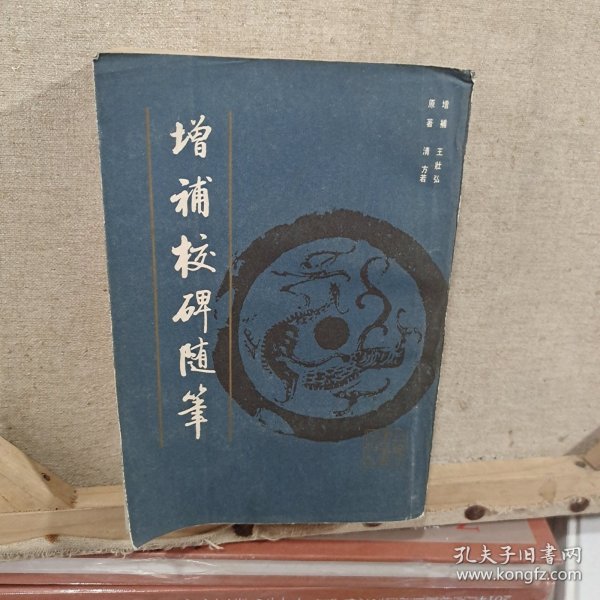 增補校碑随筆
增補 王壯弘
原著 清 方若
孔夫子旧书网
www.kongfz.com